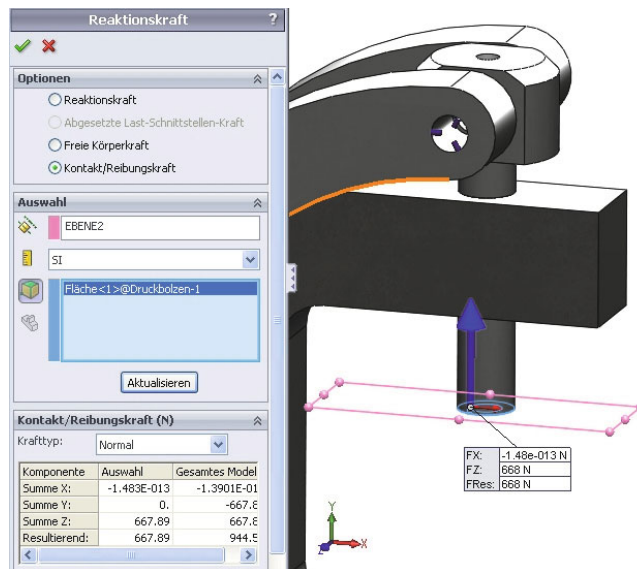 Reaktionskraft ?
Optionen
Reaktionskraft
Abgesetzte Last-Schnittstellen-Kraft
Freie Körperkraft
Kontakt/Reibungskraft
Auswahl
EBENE2
SI
Fläche<1>@Druckbolzen-1
Aktualisieren
Kontakt/Reibungskraft (N)
Krafttyp: Normal
Komponente Auswahl Gesamtes Model
Summe X: -1.483E-013 -1.3901E-01
Summe Y: 0. -667.8
Summe Z: 667.89 667.8
Resultierend: 667.89 944.5
FX: -1.48e-013 N
FZ: 668 N
FRes: 668 N
Y
Z X